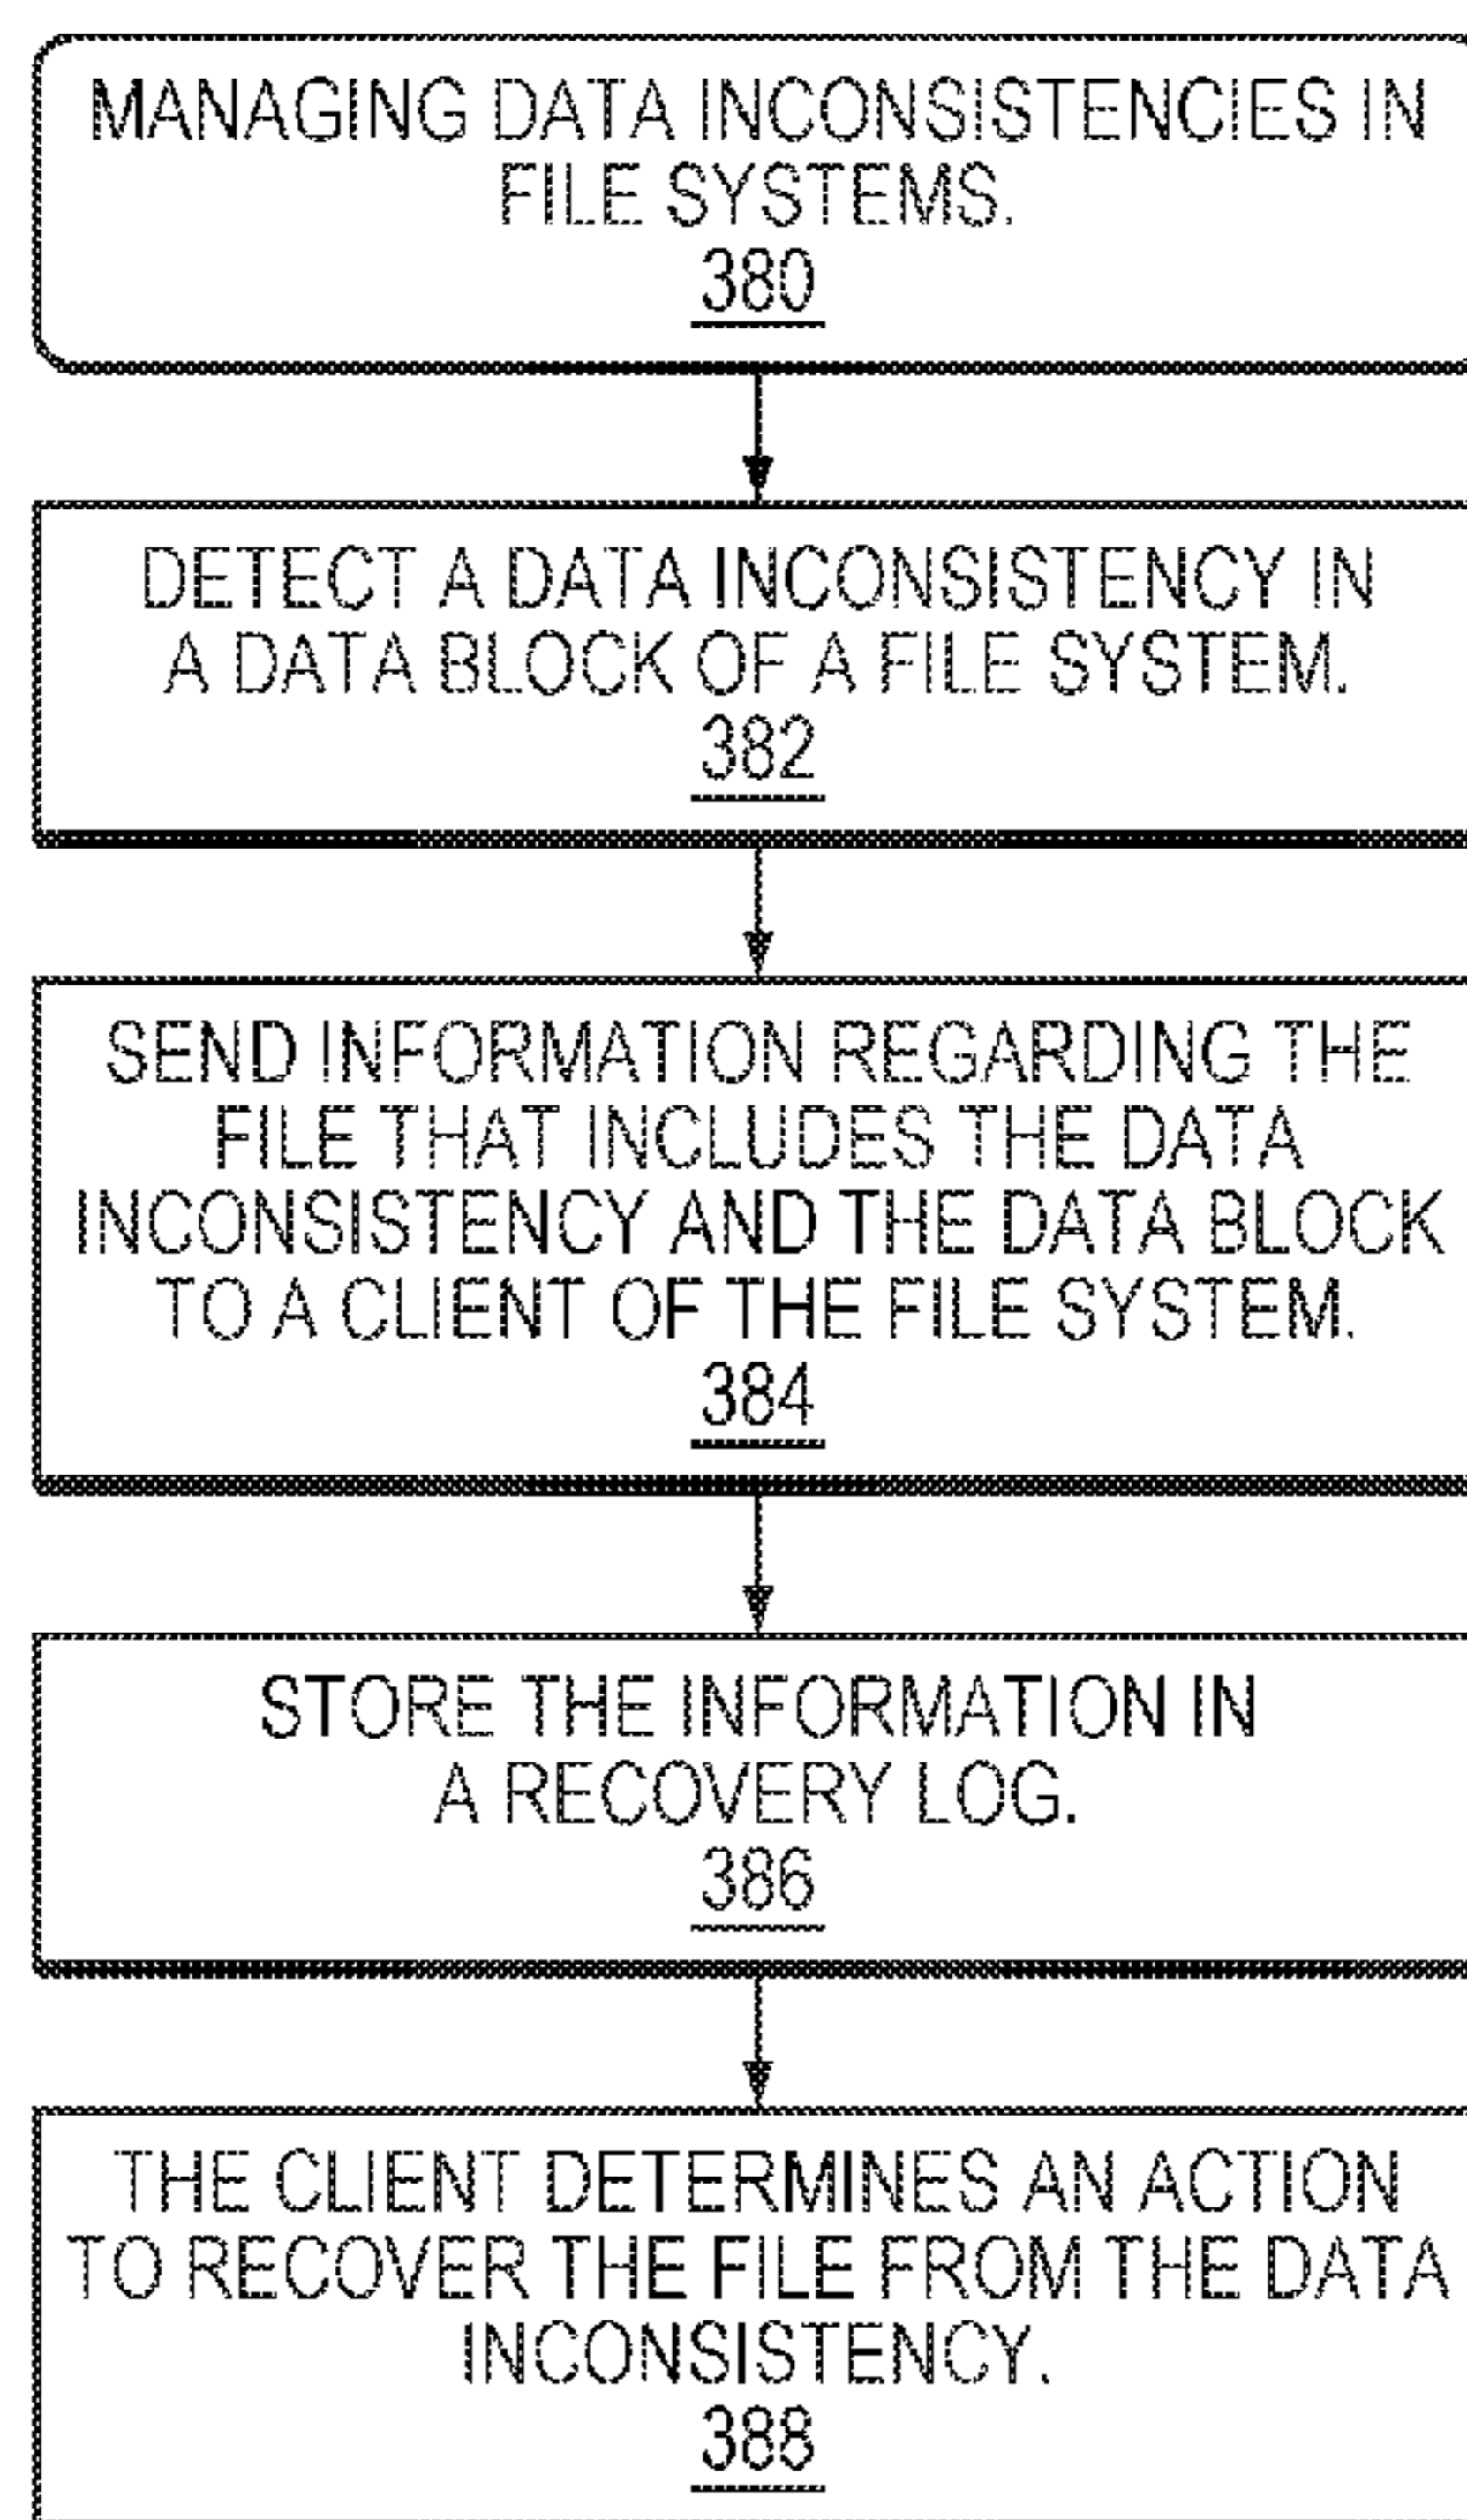 MANAGING DATA INCONSISTENCIES IN
FILE SYSTEMS.
380
DETECT A DATA INCONSISTENCY IN
A DATA BLOCK OF A FILE SYSTEM.
382
SEND INFORMATION REGARDING THE
FILE THAT INCLUDES THE DATA
INCONSISTENCY AND THE DATA BLOCK
TO A CLIENT OF THE FILE SYSTEM.
384
STORE THE INFORMATION IN
A RECOVERY LOG.
386
THE CLIENT DETERMINES AN ACTION
TO RECOVER THE FILE FROM THE DATA
INCONSISTENCY.
388